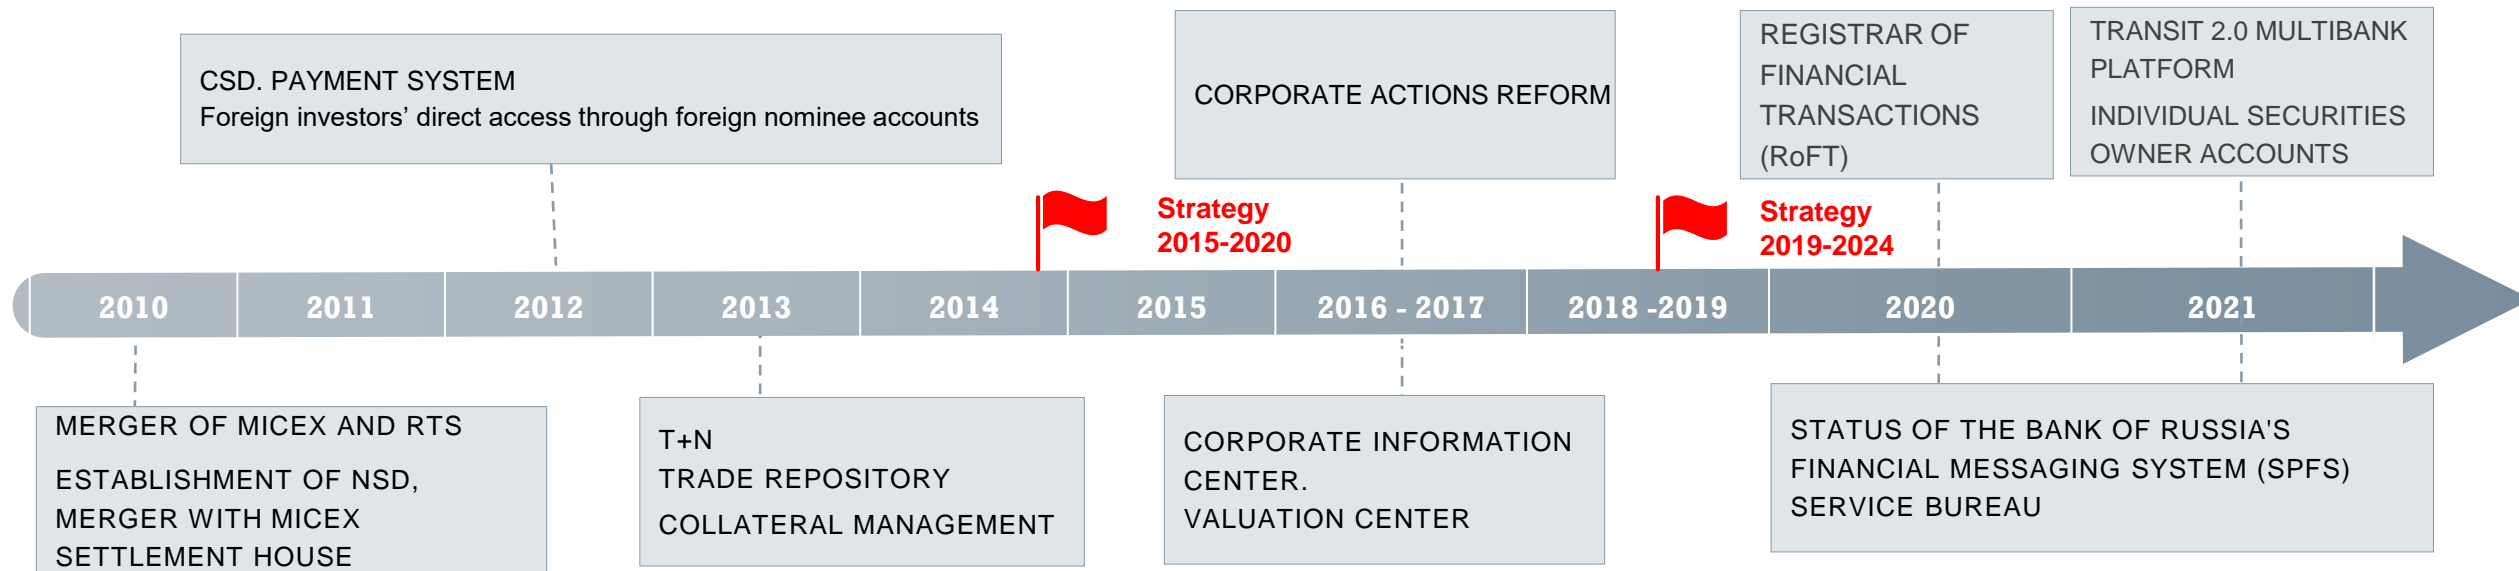 CSD. PAYMENT SYSTEM
Foreign investors’ direct access through foreign nominee accounts
CORPORATE ACTIONS REFORM
REGISTRAR OF
FINANCIAL
TRANSACTIONS
(RoFT)
TRANSIT 2.0 MULTIBANK
PLATFORM
INDIVIDUAL SECURITIES
OWNER ACCOUNTS
Strategy
2015-2020
Strategy
2019-2024
2010
2011
2012
2013
2014
2015
2016 - 2017
2018 -2019
2020
2021
MERGER OF MICEX AND RTS
ESTABLISHMENT OF NSD,
MERGER WITH MICEX
SETTLEMENT HOUSE
T+N
TRADE REPOSITORY
COLLATERAL MANAGEMENT
CORPORATE INFORMATION
CENTER.
VALUATION CENTER
STATUS OF THE BANK OF RUSSIA'S
FINANCIAL MESSAGING SYSTEM (SPFS)
SERVICE BUREAU